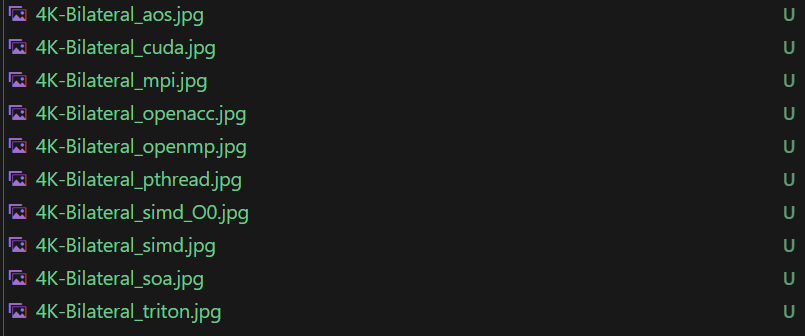 4K-Bilateral_aos.jpg U
4K-Bilateral_cuda.jpg U
4K-Bilateral_mpi.jpg U
4K-Bilateral_openacc.jpg U
4K-Bilateral_openmp.jpg U
4K-Bilateral_pthread.jpg U
4K-Bilateral_simd_O0.jpg U
4K-Bilateral_simd.jpg U
4K-Bilateral_soa.jpg U
4K-Bilateral_triton.jpg U